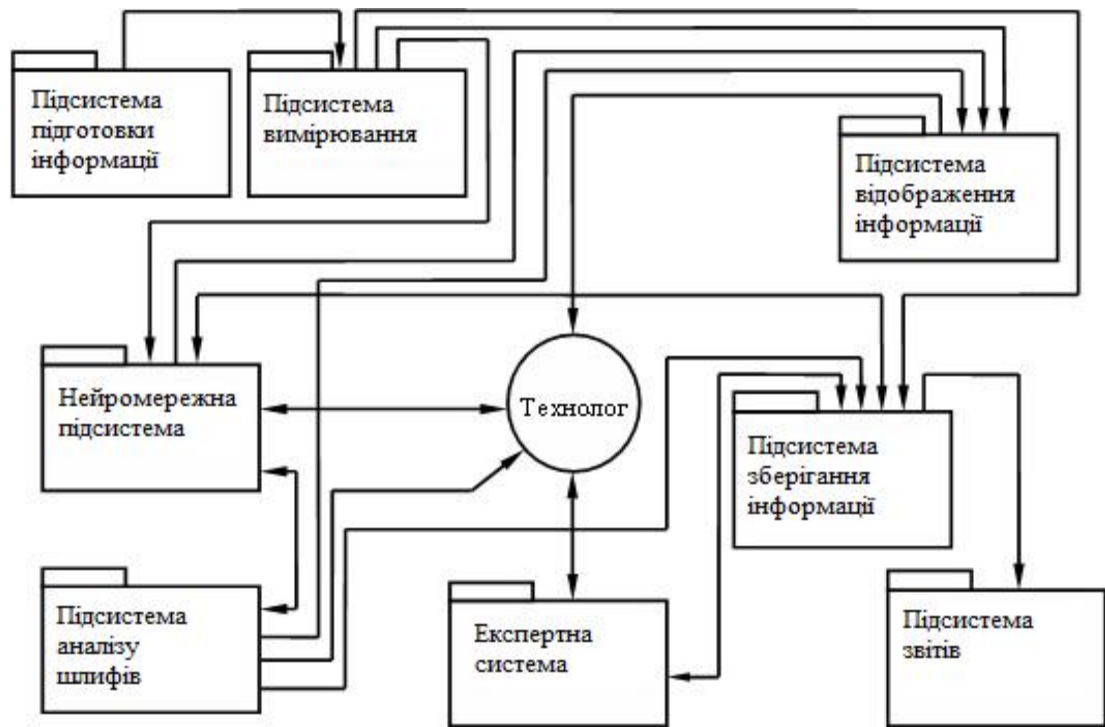 Підсистема
підготовки
інформації
Підсистема
вимірювання
Підсистема
відображення
інформації
Нейромережна
підсистема
Технолог
Підсистема
зберігання
інформації
Підсистема
аналізу
шлифів
Експертна
система
Підсистема
звітів